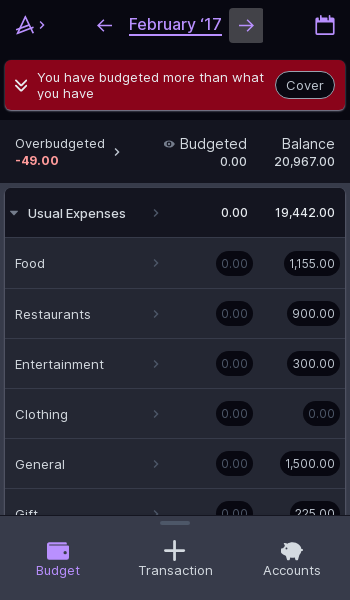 February ‘17
You have budgeted more than what
you have
Cover
Overbudgeted Budgeted Balance
-49.00 0.00 20,967.00
Usual Expenses 0.00 19,442.00
Food 0.00 1,155.00
Restaurants 0.00 900.00
Entertainment 0.00 300.00
Clothing 0.00 0.00
General 0.00 1,500.00
Gift 0.00 225.00
Budget Transaction Accounts